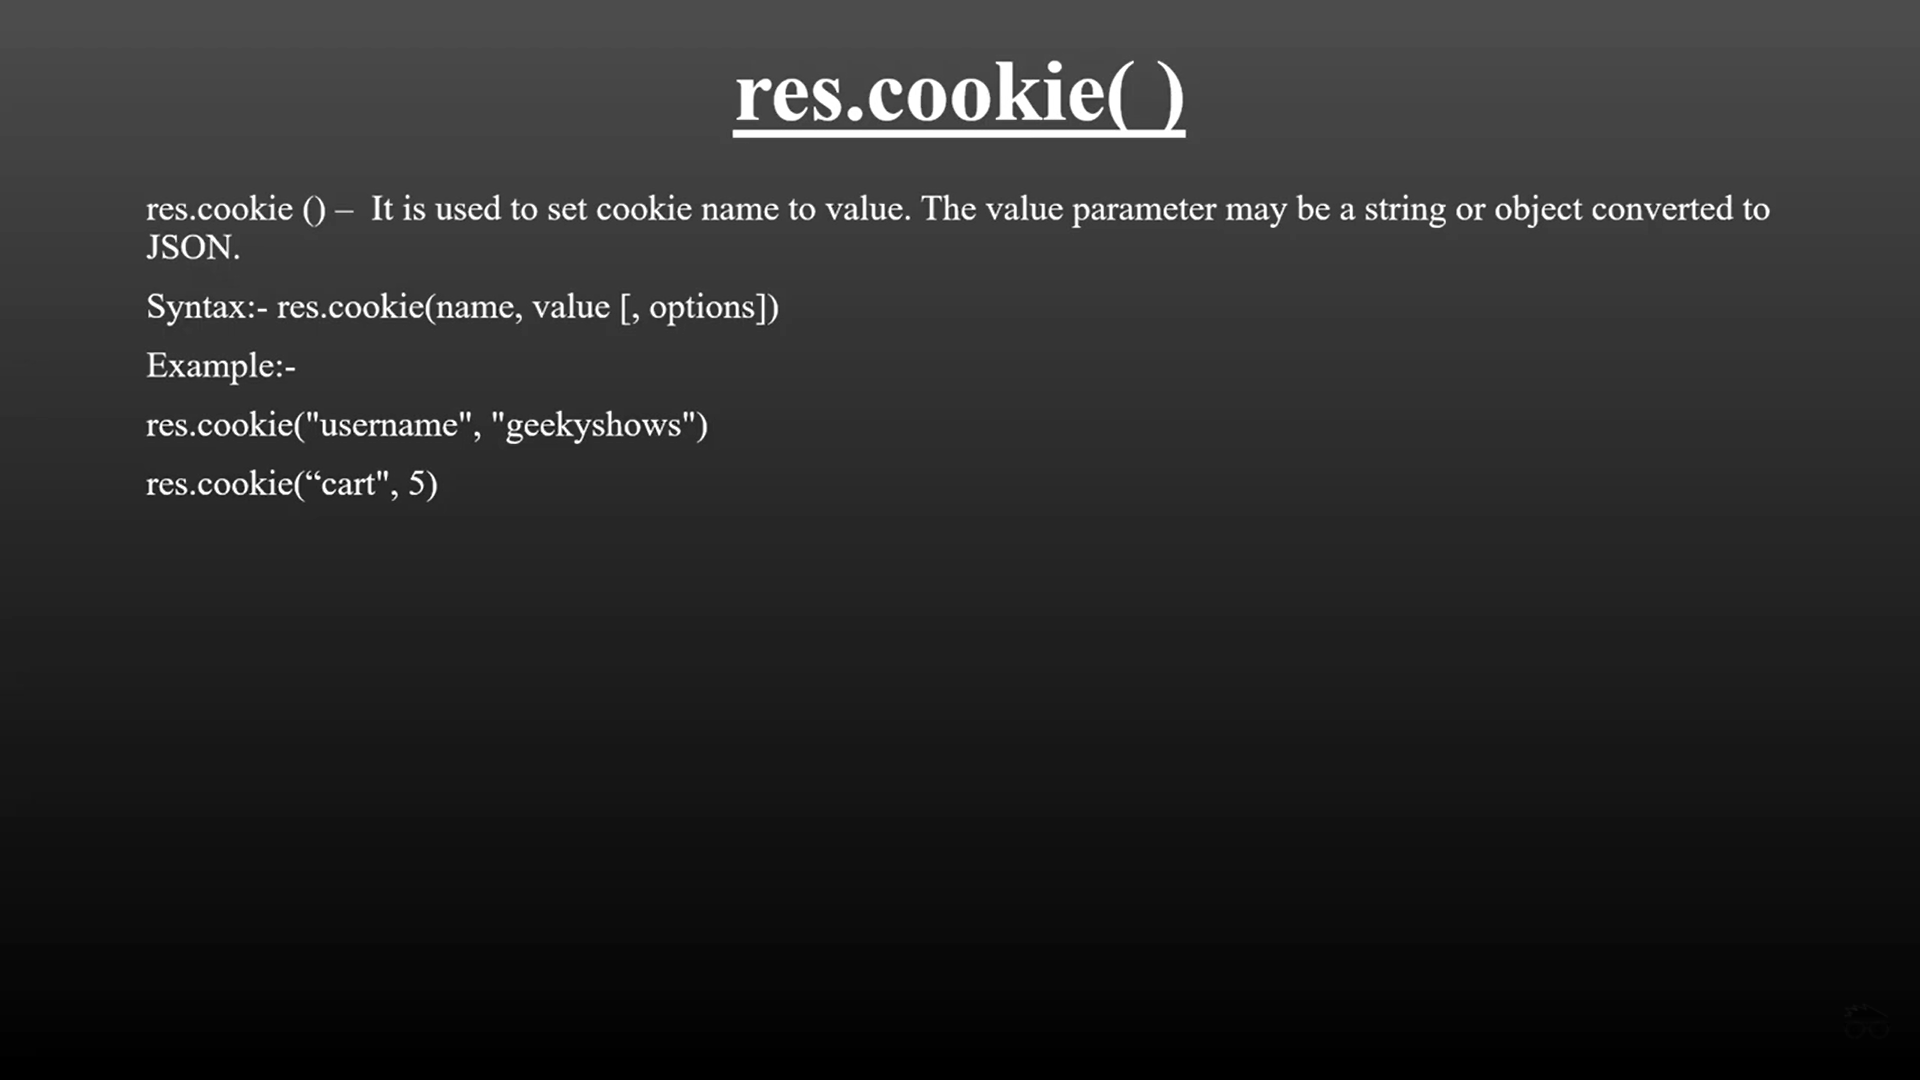 res.cookie( )
res.cookie () –  It is used to set cookie name to value. The value parameter may be a string or object converted to
JSON.
Syntax:- res.cookie(name, value [, options])
Example:-
res.cookie("username", "geekyshows")
res.cookie(“cart", 5)